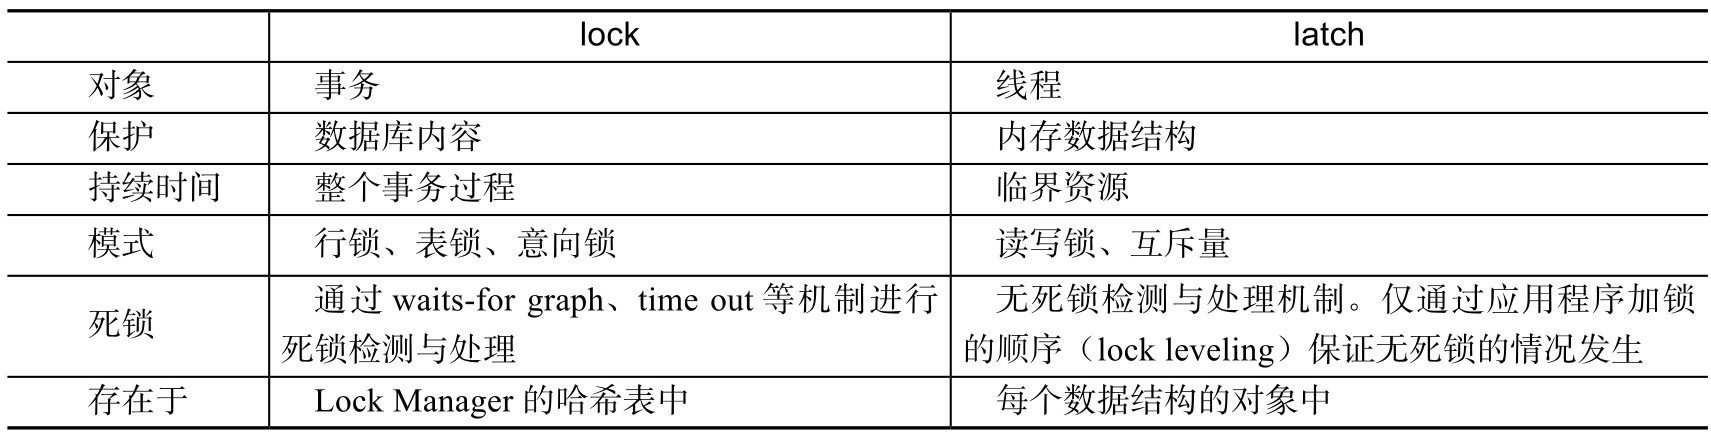 lock latch
对象 事务 线程
保护 数据库内容 内存数据结构
持续时间 整个事务过程 临界资源
模式 行锁、表锁、意向锁 读写锁、互斥量
死锁
通过 waits-for graph、time out 等机制进行
死锁检测与处理
无死锁检测与处理机制。仅通过应用程序加锁
的顺序（lock leveling）保证无死锁的情况发生
存在于 Lock Manager 的哈希表中 每个数据结构的对象中